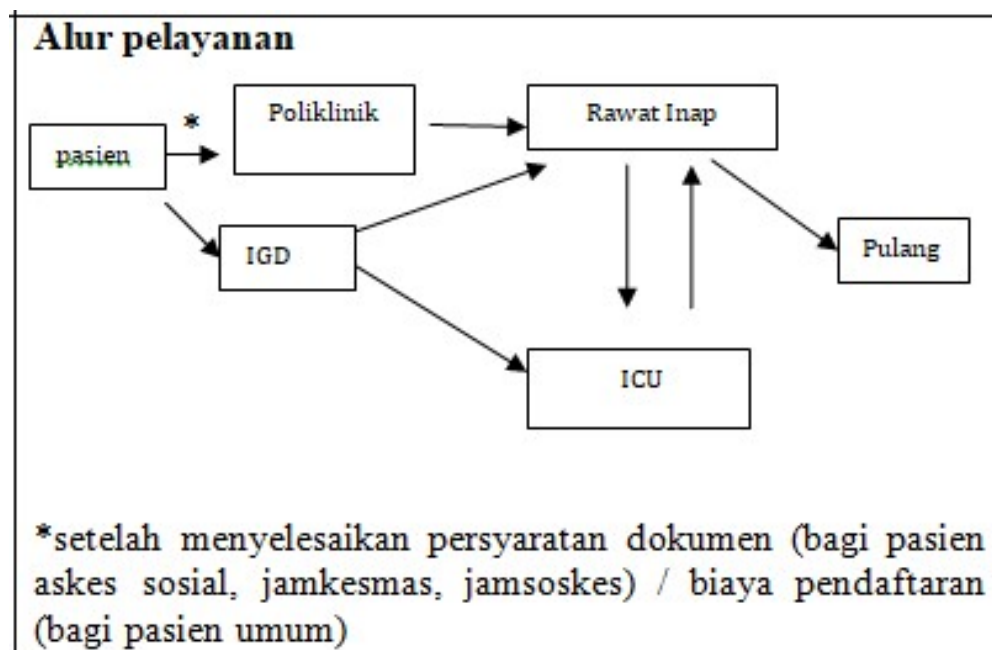 Alur pelayanan
*
Poliklinik
Rawat Inap
pasien
IGD
Pulang
ICU
*setelah menyelesaikan persyaratan dokumen (bagi pasien
askes sosial, jamkesmas, jamsoskes) / biaya pendaftaran
(bagi pasien umum)